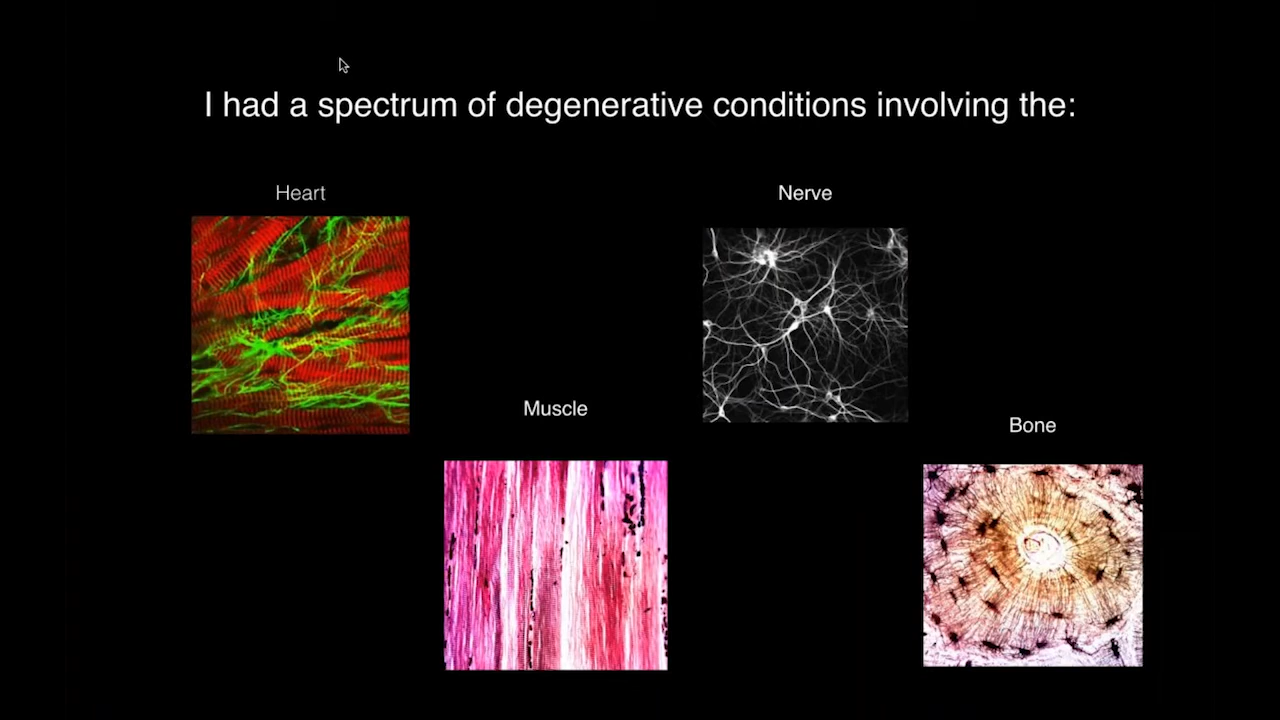 I had a spectrum of degenerative conditions involving the:
Heart
Nerve
Muscle
Bone